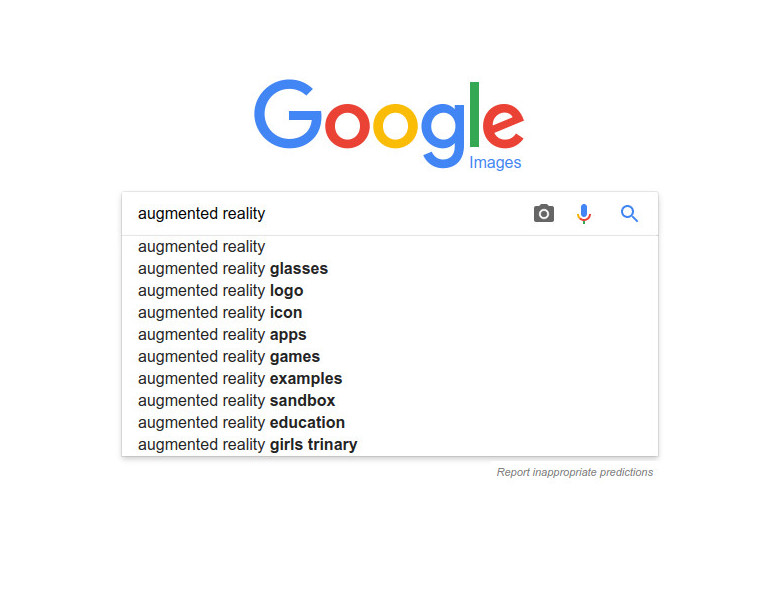 Google
Images
augmented reality
augmented reality
augmented reality glasses
augmented reality logo
augmented reality icon
augmented reality apps
augmented reality games
augmented reality examples
augmented reality sandbox
augmented reality education
augmented reality girls trinary
Report inappropriate predictions